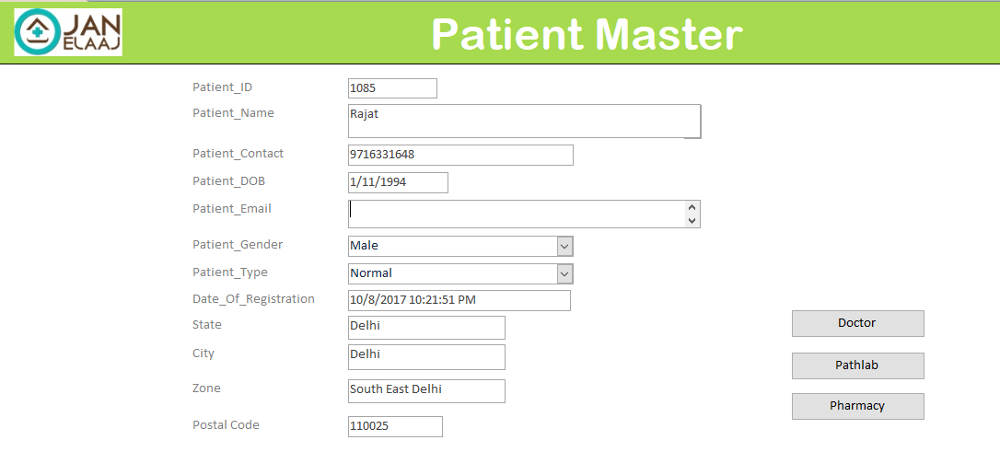 JAN
ELAAJ
Patient Master
Patient_ID 1085
Patient_Name Rajat
Patient_Contact 9716331648
Patient_DOB 1/11/1994
Patient_Email
Patient_Gender Male
Patient_Type Normal
Date_Of_Registration 10/8/2017 10:21:51 PM
State Delhi
Doctor
City Delhi
Pathlab
Zone South East Delhi
Pharmacy
Postal Code 110025